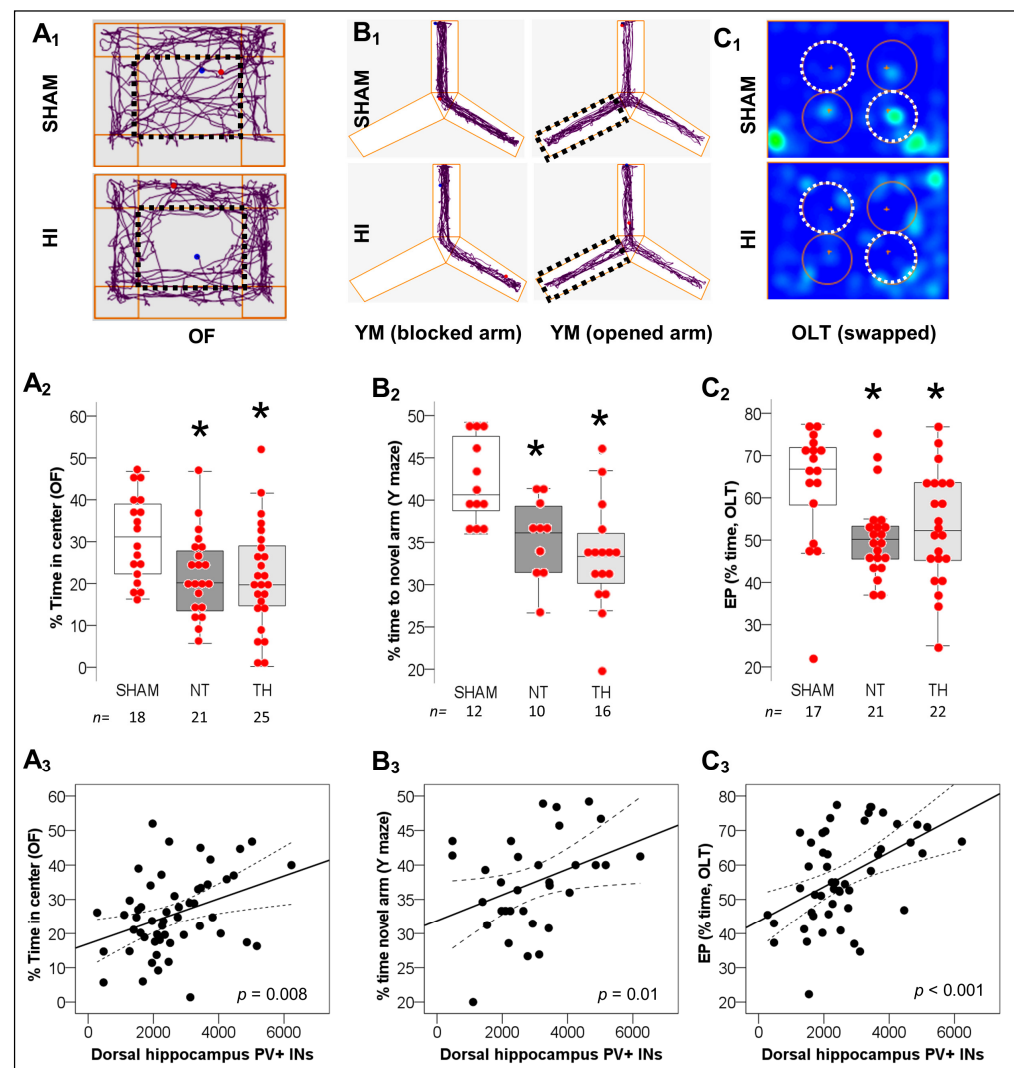 A1
B1
C1
SHAM
SHAM
SHAM
HI
HI
HI
OF
YM (blocked arm)
YM (opened arm)
OLT (swapped)
A2
B2
C2
% Time in center (OF)
60
50
40
30
20
10
0
*
*
SHAM NT TH
n= 18 21 25
% time to novel arm (Y maze)
50
45
40
35
30
25
20
*
*
SHAM NT TH
n= 12 10 16
EP (% time, OLT)
80
70
60
50
40
30
20
*
*
SHAM NT TH
n= 17 21 22
A3
B3
C3
% Time in center (OF)
60
50
40
30
20
10
0
p = 0.008
0 2000 4000 6000
Dorsal hippocampus PV+ INs
% time novel arm (Y maze)
50
45
40
35
30
25
20
p = 0.01
0 2000 4000 6000
Dorsal hippocampus PV+ INs
EP (% time, OLT)
80
70
60
50
40
30
20
p < 0.001
0 2000 4000 6000
Dorsal hippocampus PV+ INs